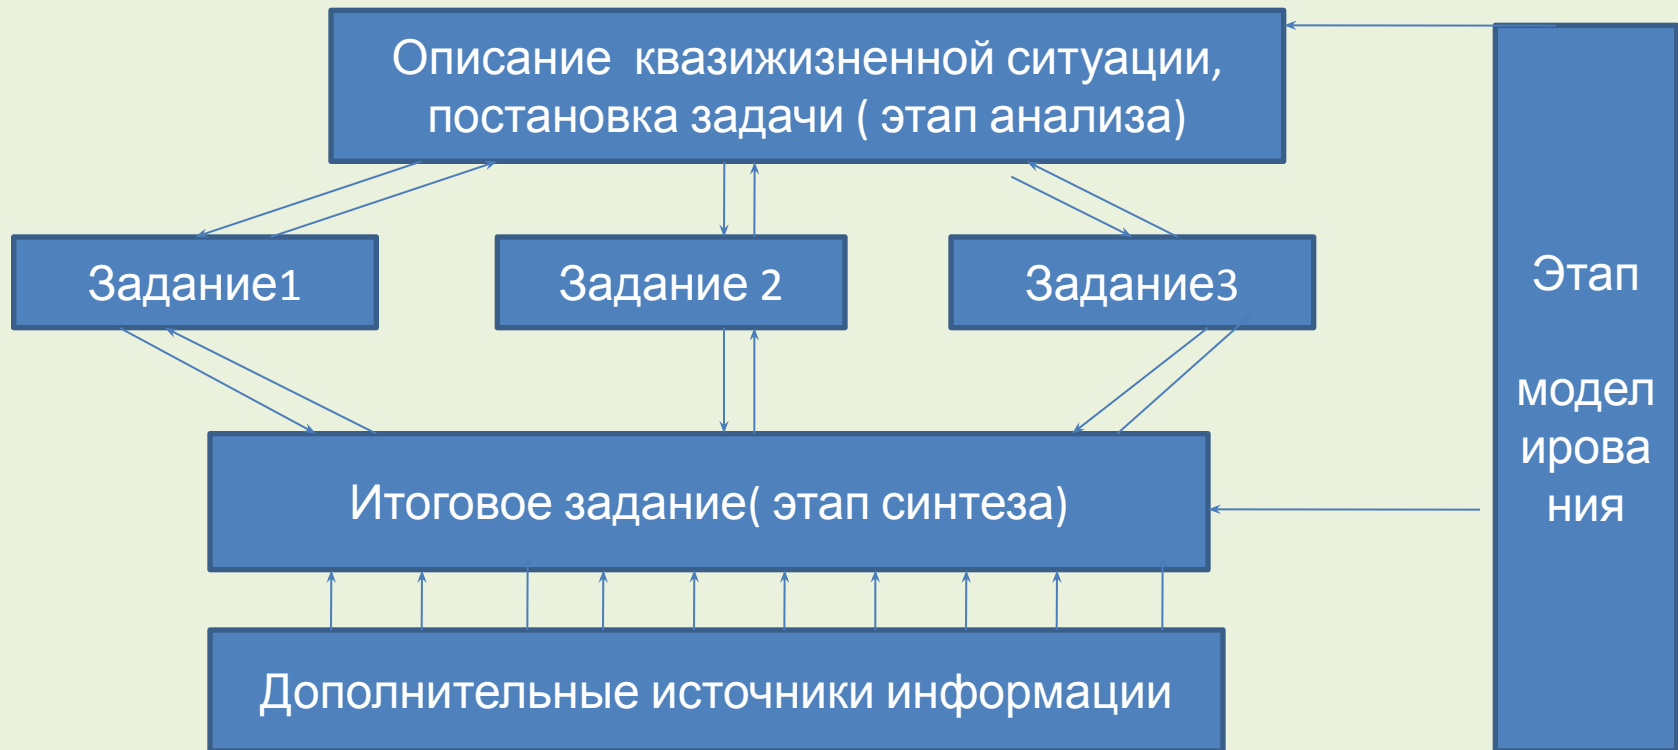 Описание  квазижизненной ситуации,
постановка задачи ( этап анализа)
Задание1
Задание 2
Задание3
Итоговое задание( этап синтеза)
Дополнительные источники информации
Этап
модел
ирова
ния